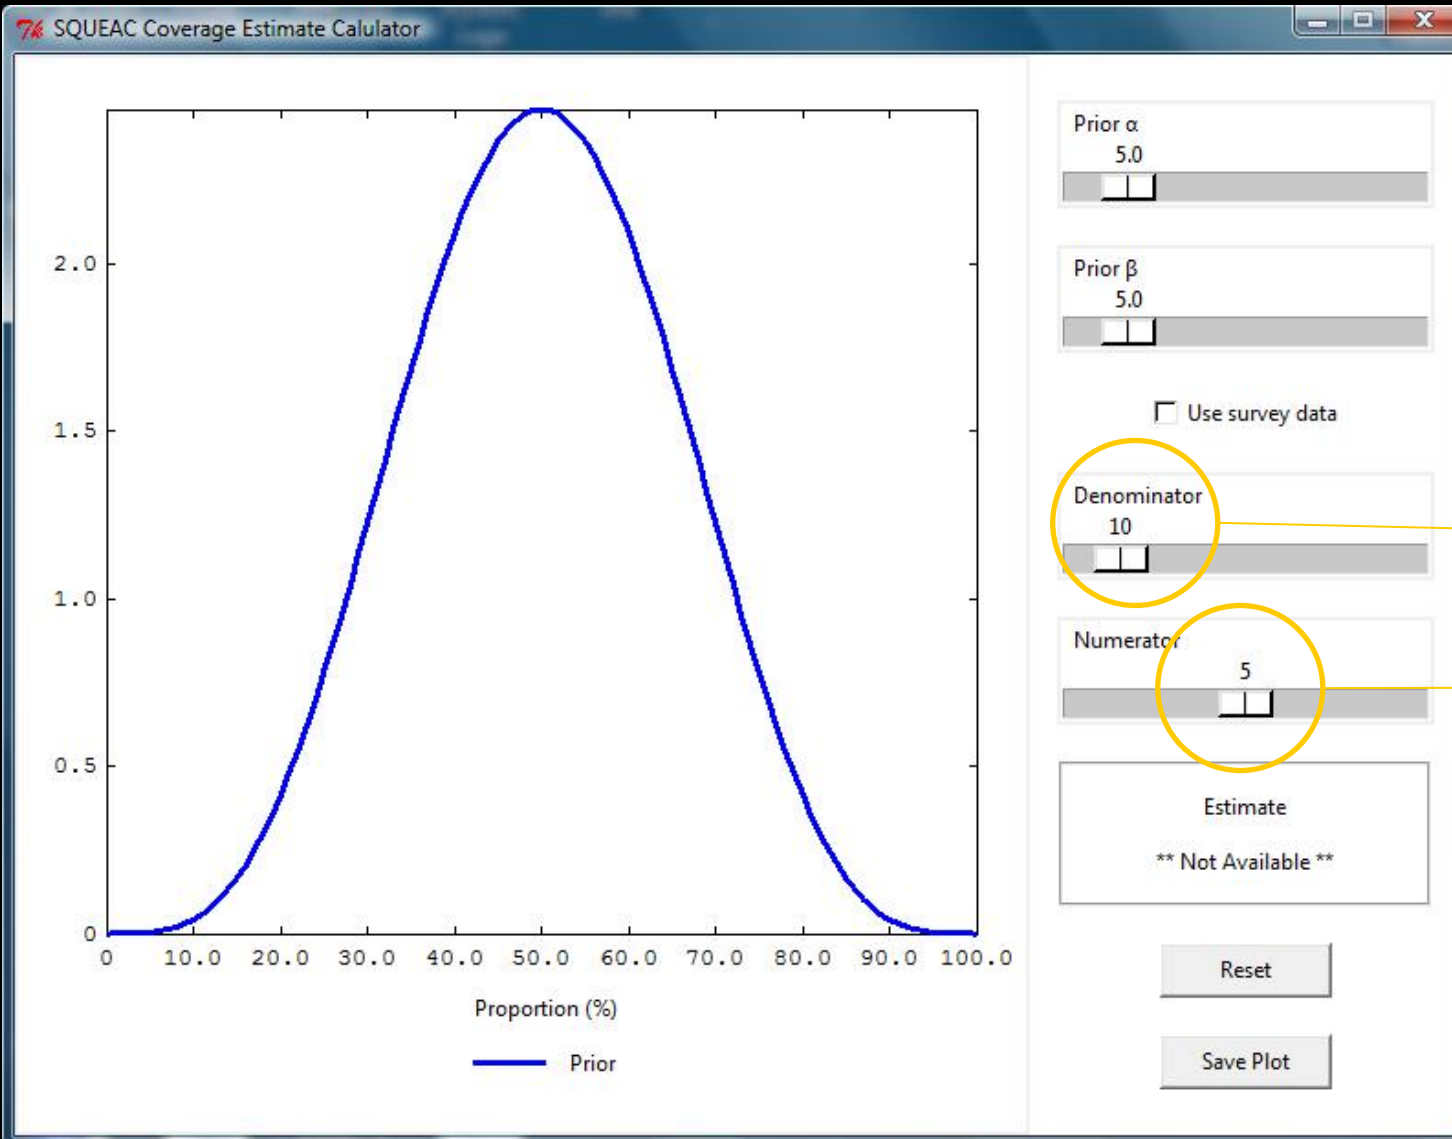 SQUEAC Coverage Estimate Calulator
2.0
1.5
1.0
0.5
0
0 10.0 20.0 30.0 40.0 50.0 60.0 70.0 80.0 90.0 100.0
Proportion (%)
Prior
Prior α
5.0
Prior β
5.0
Use survey data
Denominator
10
Numerator
5
Estimate
** Not Available **
Reset
Save Plot